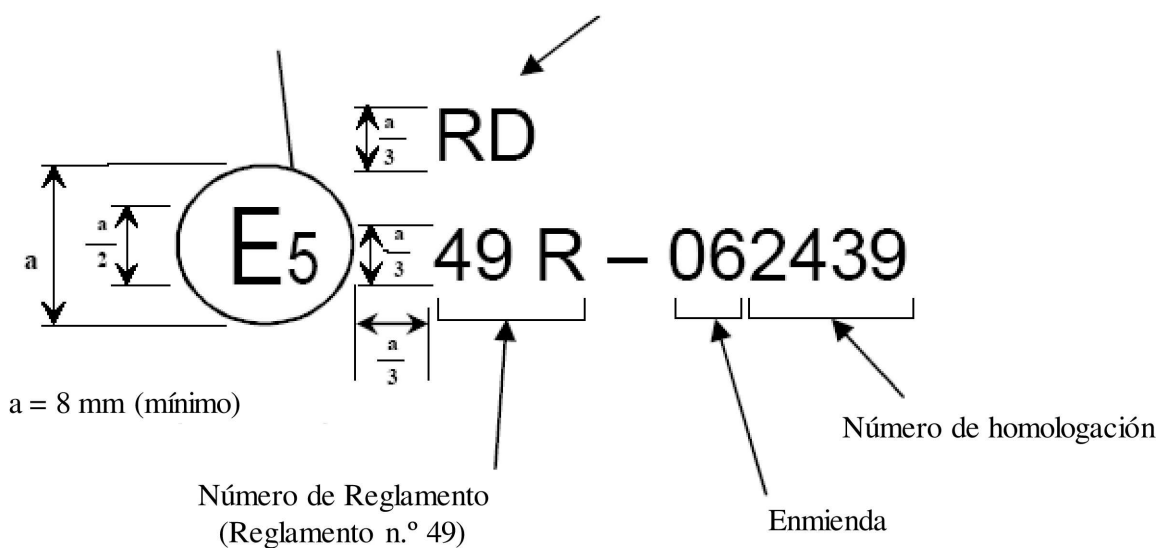 a
3
RD
a
a
2
E5
a
3
49 R – 062439
a
3
a = 8 mm (mínimo)
Número de homologación
Número de Reglamento
(Reglamento n.º 49)
Enmienda